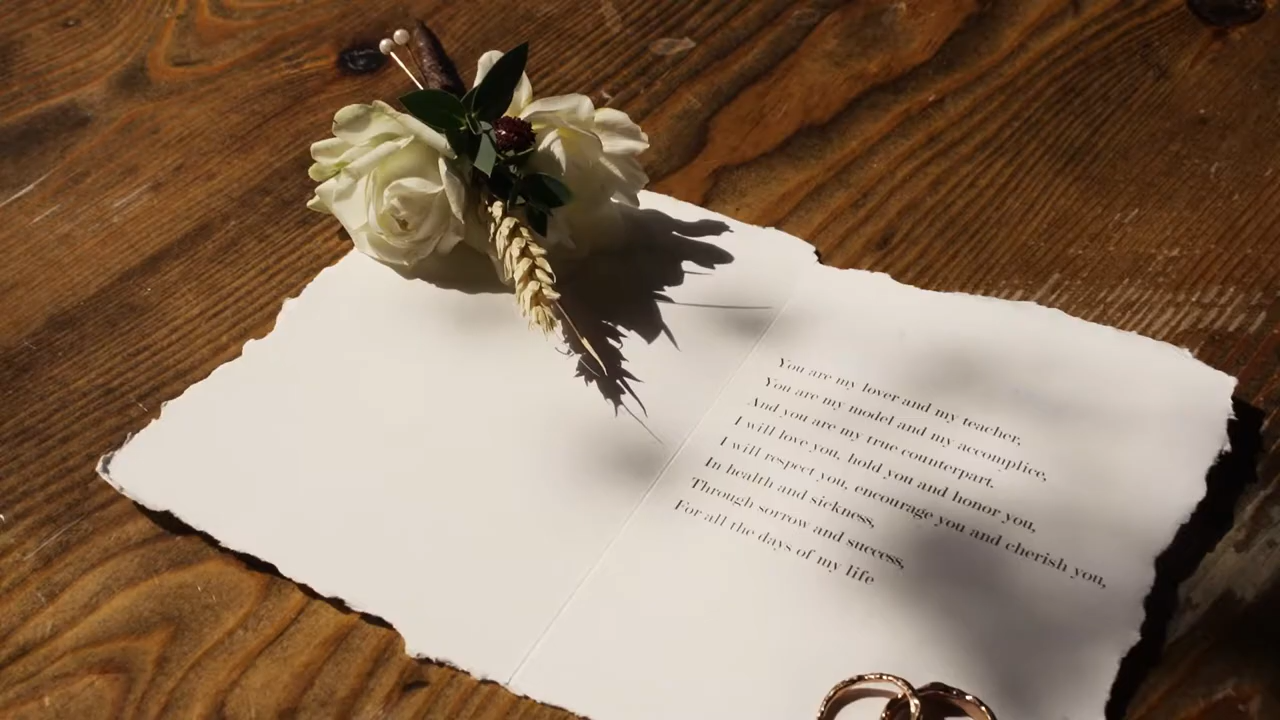 You are my lover and my teacher,
You are my model and my accomplice,
And you are my true counterpart.
I will love you, hold you and honor you,
I will respect you, encourage you and cherish you,
In health and sickness,
Through sorrow and success,
For all the days of my life